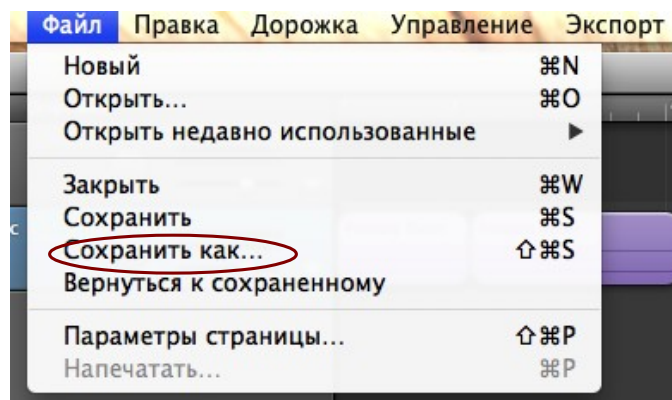 Файл Правка Дорожка Управление Экспорт
Новый ⌘N
Открыть... ⌘O
Открыть недавно использованные ▶
Закрыть ⌘W
Сохранить ⌘S
Сохранить как... ⇧⌘S
Вернуться к сохраненному
Параметры страницы... ⇧⌘P
Напечатать... ⌘P